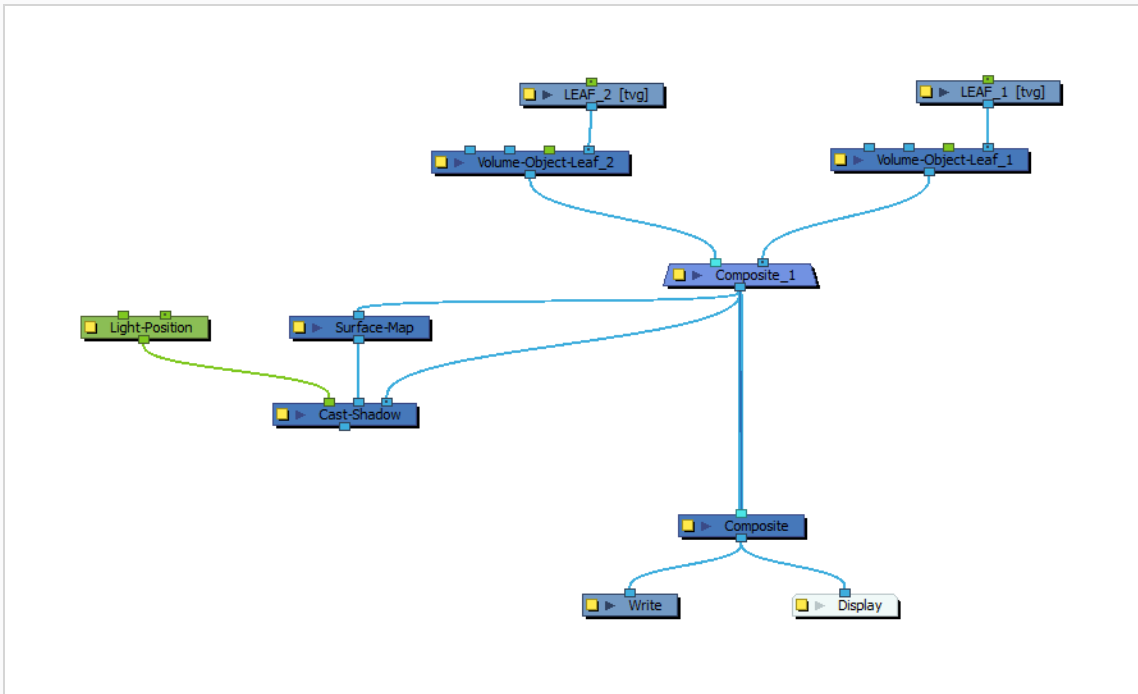 LEAF_2 [tvg]
LEAF_1 [tvg]
Volume-Object-Leaf_2
Volume-Object-Leaf_1
Composite_1
Light-Position
Surface-Map
Cast-Shadow
Composite
Write
Display